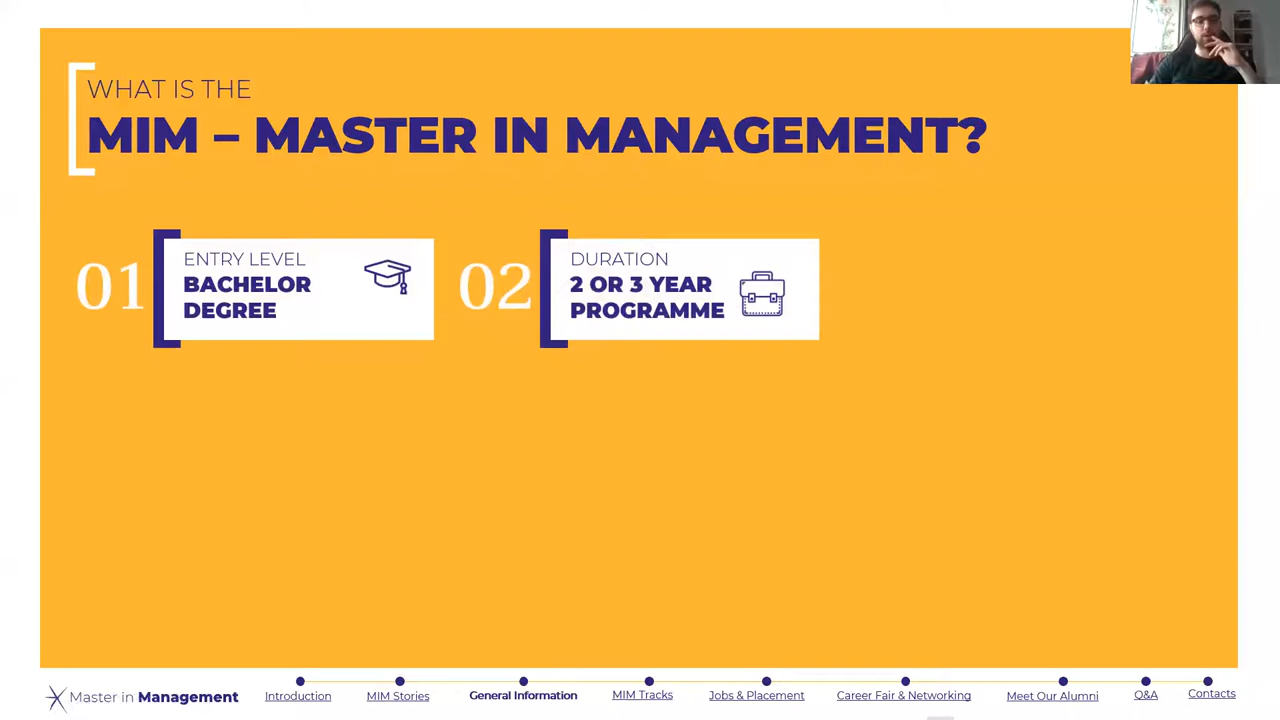 WHAT IS THE
MIM – MASTER IN MANAGEMENT?
01
ENTRY LEVEL
BACHELOR
DEGREE
02
DURATION
2 OR 3 YEAR
PROGRAMME
Master in Management
Introduction
MIM Stories
General Information
MIM Tracks
Jobs & Placement
Career Fair & Networking
Meet Our Alumni
Q&A
Contacts